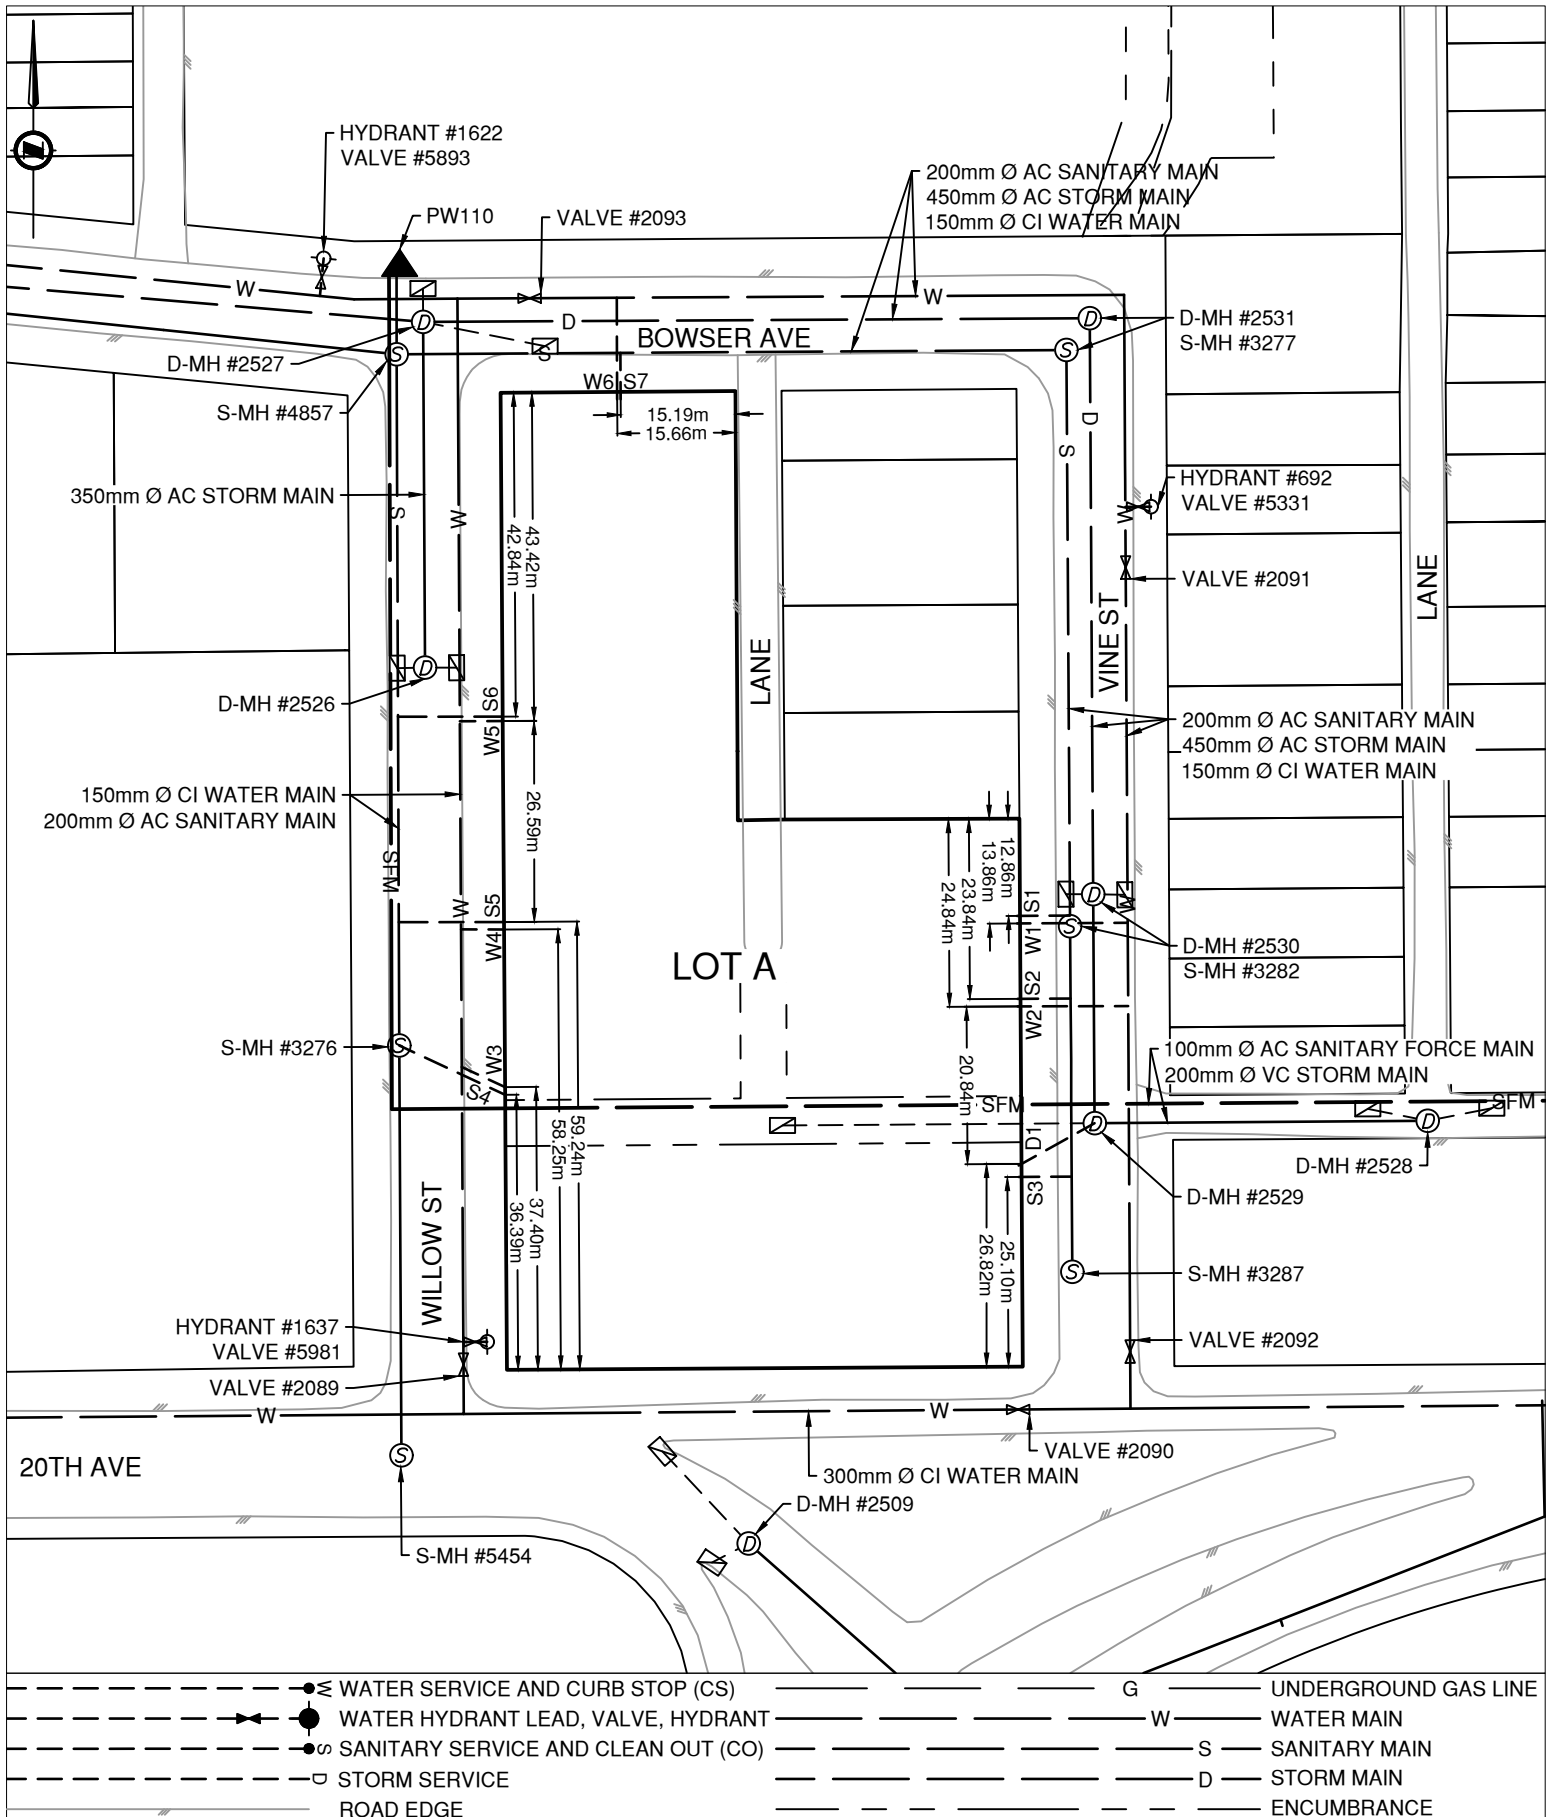 HYDRANT #1622
VALVE #5893
PW110
VALVE #2093
200mm Ø AC SANITARY MAIN
450mm Ø AC STORM MAIN
150mm Ø CI WATER MAIN
W
W
D
BOWSER AVE
S
D
D
D-MH #2531
S-MH #3277
D-MH #2527
S
S
S-MH #4857
W6
S7
15.19m
15.66m
D
S
HYDRANT #692
VALVE #5331
W
350mm Ø AC STORM MAIN
S
W
42.84m
43.42m
VALVE #2091
LANE
VINE ST
LANE
D
D-MH #2526
S6
W5
200mm Ø AC SANITARY MAIN
450mm Ø AC STORM MAIN
150mm Ø CI WATER MAIN
150mm Ø CI WATER MAIN
200mm Ø AC SANITARY MAIN
26.59m
SFM
12.86m
13.86m
23.84m
24.84m
W
S5
W4
S1
W1
D
W
S
D-MH #2530
S-MH #3282
LOT A
S2
W2
S-MH #3276
S
W3
S4
20.84m
100mm Ø AC SANITARY FORCE MAIN
200mm Ø VC STORM MAIN
SFM
SFM
D1
D
D
D-MH #2528
S3
D-MH #2529
59.24m
58.25m
37.40m
36.39m
WILLOW ST
25.10m
26.82m
S
S-MH #3287
HYDRANT #1637
VALVE #5981
VALVE #2092
VALVE #2089
W
W
VALVE #2090
20TH AVE
S
300mm Ø CI WATER MAIN
D-MH #2509
D
S-MH #5454
W WATER SERVICE AND CURB STOP (CS)
WATER HYDRANT LEAD, VALVE, HYDRANT
S SANITARY SERVICE AND CLEAN OUT (CO)
D STORM SERVICE
ROAD EDGE
G UNDERGROUND GAS LINE
W WATER MAIN
S SANITARY MAIN
D STORM MAIN
ENCUMBRANCE